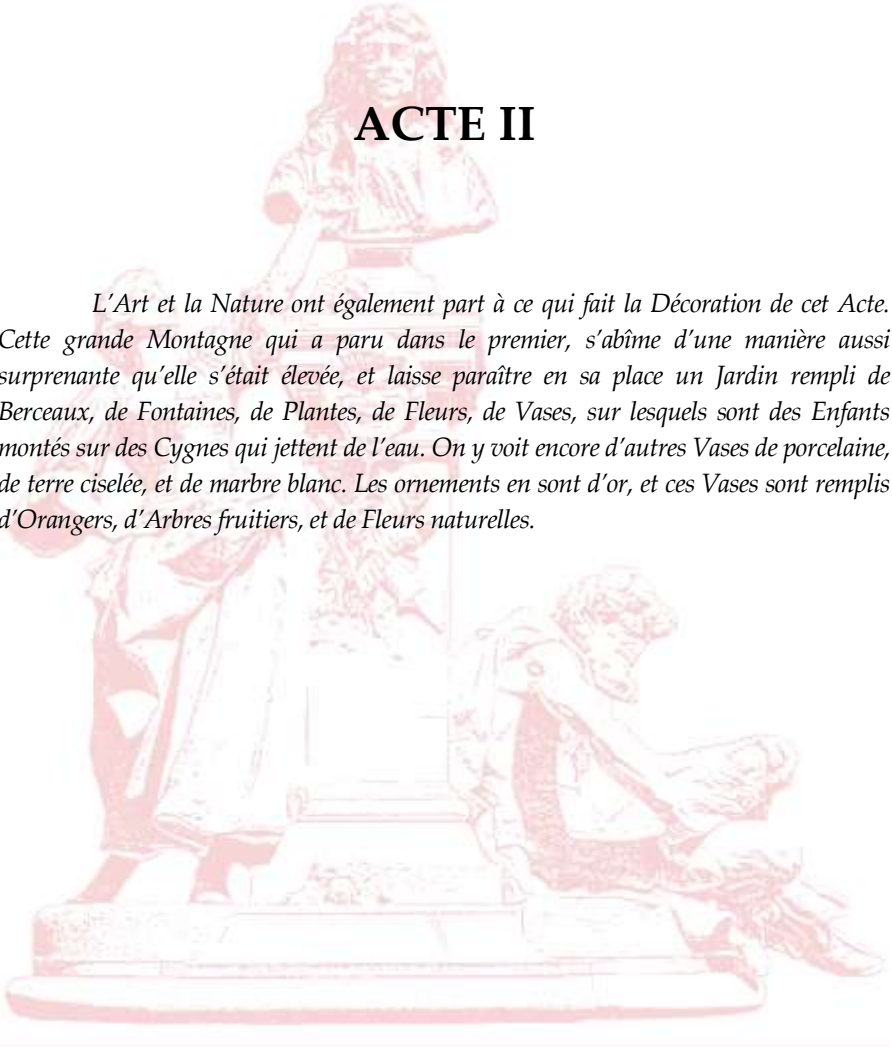 ACTE II
L’Art et la Nature ont également part à ce qui fait la Décoration de cet Acte.
Cette grande Montagne qui a paru dans le premier, s’abîme d’une manière aussi
surprenante qu’elle s’était élevée, et laisse paraître en sa place un Jardin rempli de
Berceaux, de Fontaines, de Plantes, de Fleurs, de Vases, sur lesquels sont des Enfants
montés sur des Cygnes qui jettent de l’eau. On y voit encore d’autres Vases de porcelaine,
de terre ciselée, et de marbre blanc. Les ornements en sont d’or, et ces Vases sont remplis
d’Orangers, d’Arbres fruitiers, et de Fleurs naturelles.